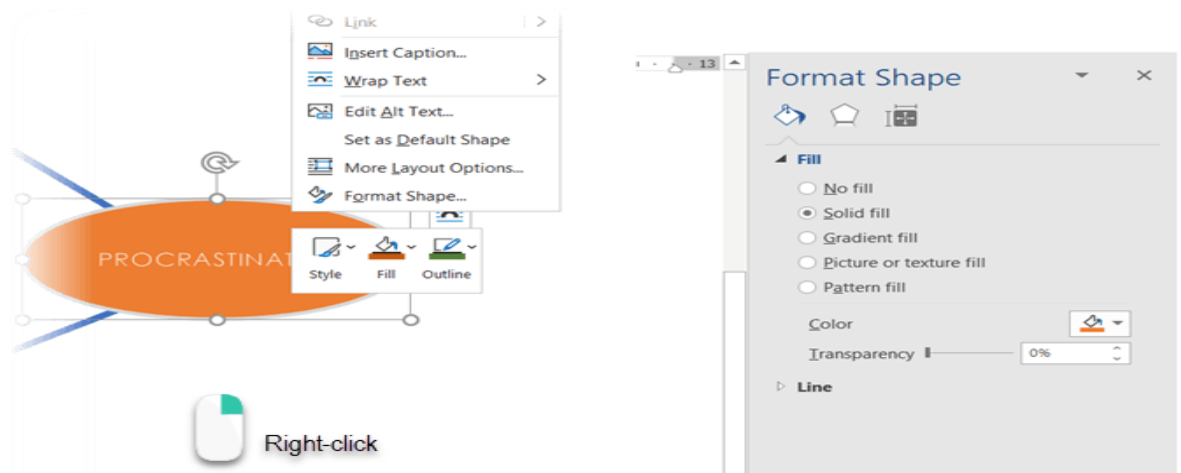 Link
Insert Caption...
Wrap Text
Edit Alt Text...
Set as Default Shape
More Layout Options...
Format Shape...
PROCRASTINAT
Style Fill Outline
Right-click
13
Format Shape
Fill
No fill
Solid fill
Gradient fill
Picture or texture fill
Pattern fill
Color
Transparency 0%
Line